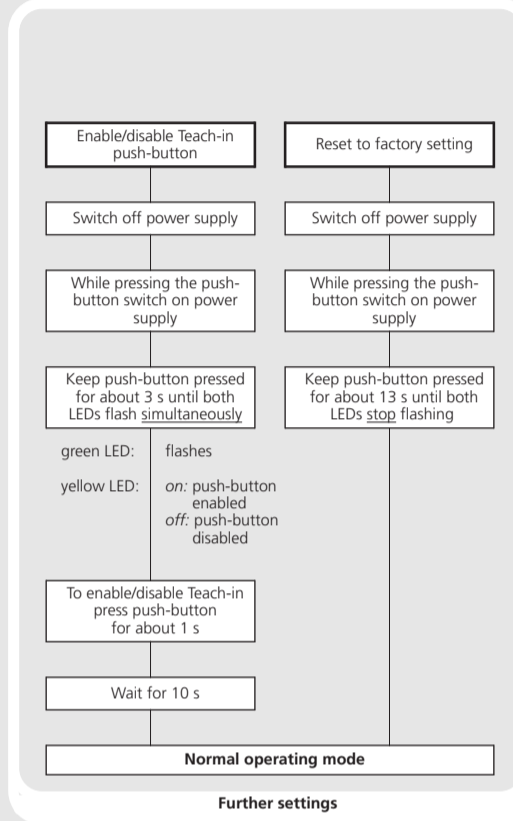 Enable/disable Teach-in
push-button
Switch off power supply
While pressing the push-
button switch on power
supply
Keep push-button pressed
for about 3 s until both
LEDs flash simultaneously
green LED: flashes
yellow LED: on: push-button
enabled
off: push-button
disabled
To enable/disable Teach-in
press push-button
for about 1 s
Wait for 10 s
Reset to factory setting
Switch off power supply
While pressing the push-
button switch on power
supply
Keep push-button pressed
for about 13 s until both
LEDs stop flashing
Normal operating mode
Further settings